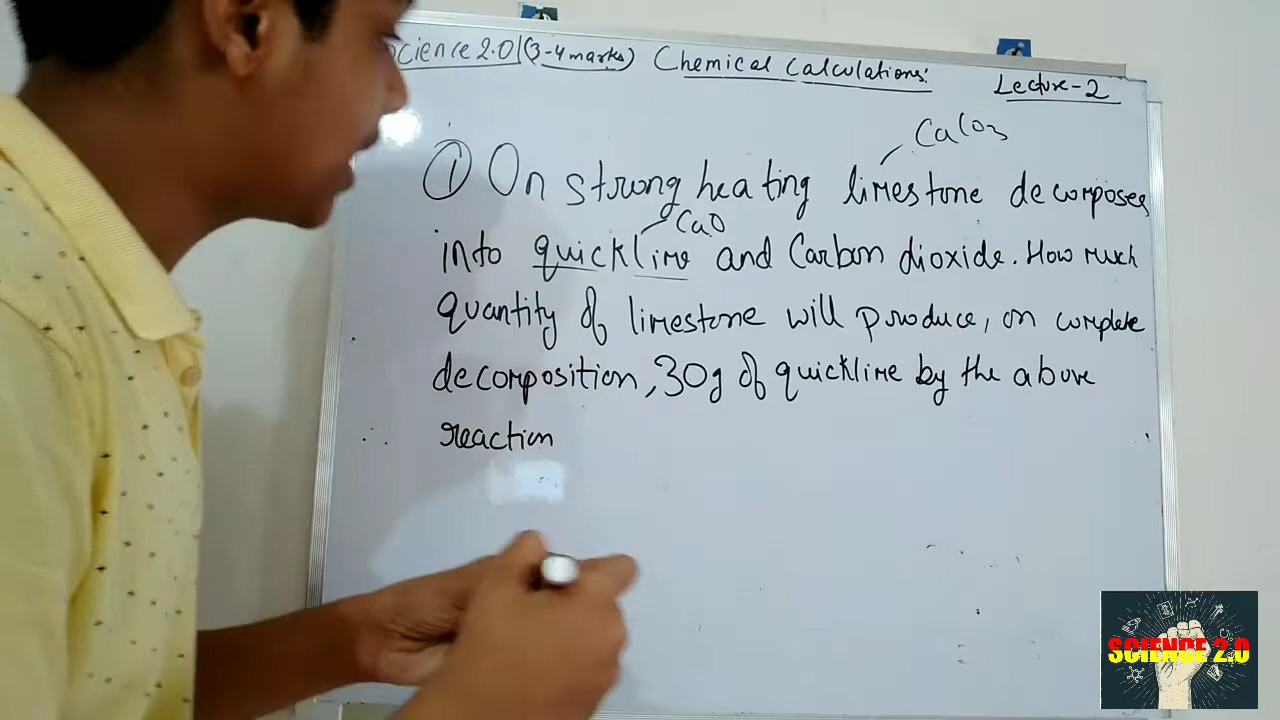 Science 2.0 | (3-4 marks) Chemical Calculations:
Lecture-2
CaCO3
① On strong heating limestone decomposes
CaO
into quicklime and Carbon dioxide. How much
quantity of limestone will produce, on complete
decomposition, 30g of quicklime by the above
reaction
SCIENCE 2.0